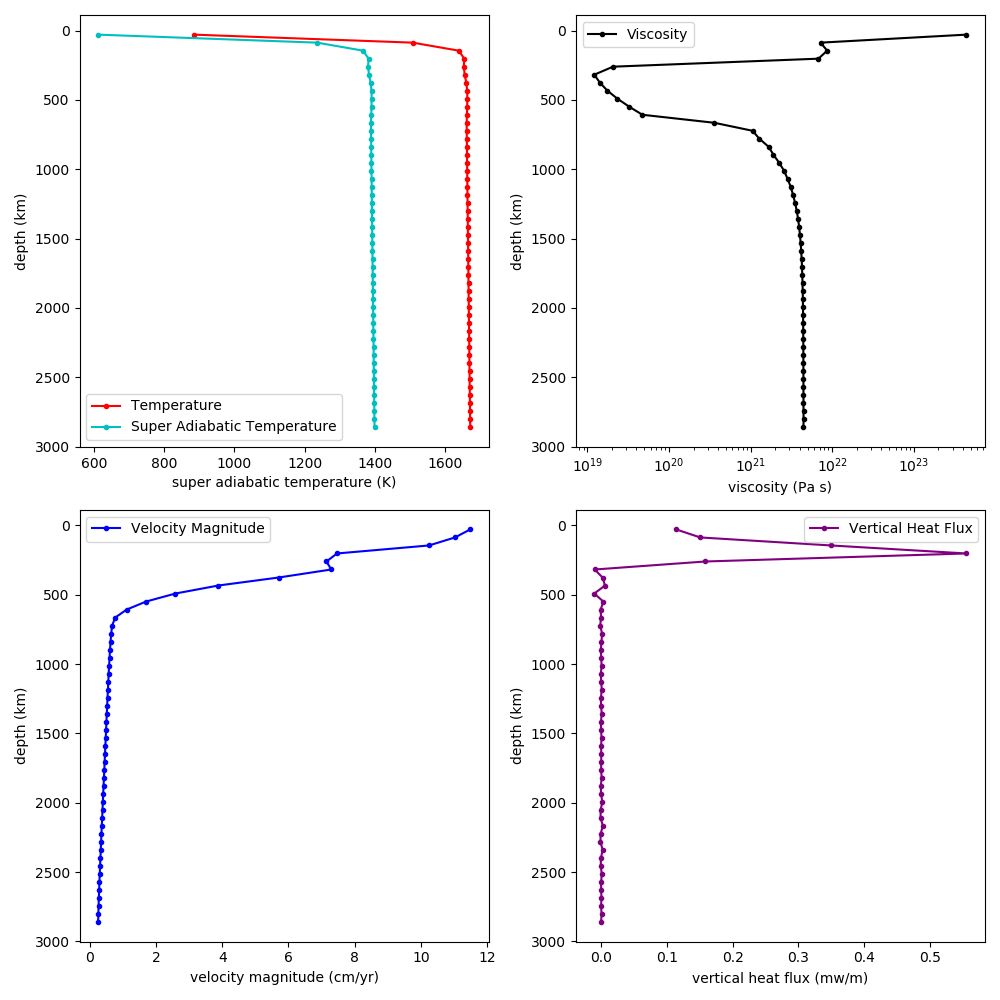 0
500
1000
1500
2000
2500
3000
depth (km)
Temperature
Super Adiabatic Temperature
600 800 1000 1200 1400 1600
super adiabatic temperature (K)
0
500
1000
1500
2000
2500
3000
depth (km)
Viscosity
10^19 10^20 10^21 10^22 10^23
viscosity (Pa s)
0
500
1000
1500
2000
2500
3000
depth (km)
Velocity Magnitude
0 2 4 6 8 10 12
velocity magnitude (cm/yr)
0
500
1000
1500
2000
2500
3000
depth (km)
Vertical Heat Flux
0.0 0.1 0.2 0.3 0.4 0.5
vertical heat flux (mw/m)